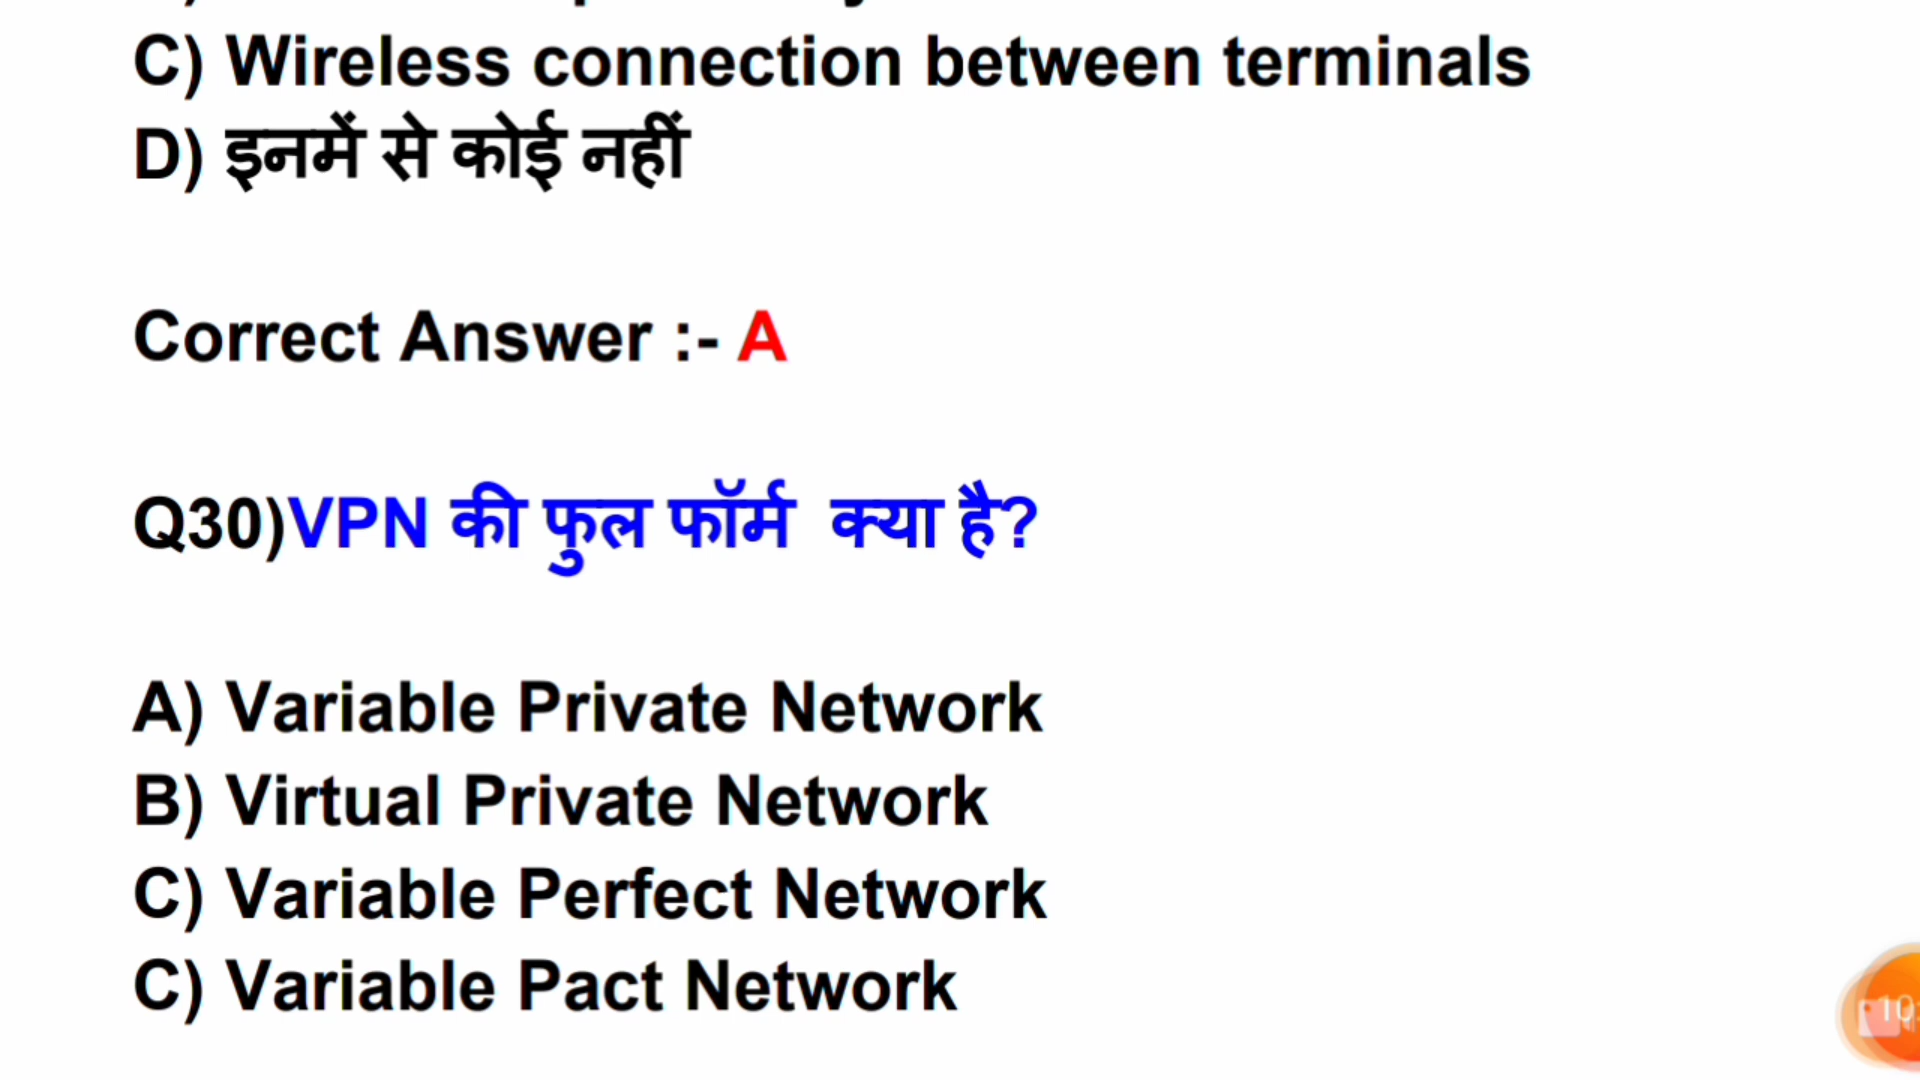 C) Wireless connection between terminals
D) इनमें से कोई नहीं
Correct Answer :- A
Q30)VPN की फुल फॉर्म क्या है?
A) Variable Private Network
B) Virtual Private Network
C) Variable Perfect Network
C) Variable Pact Network